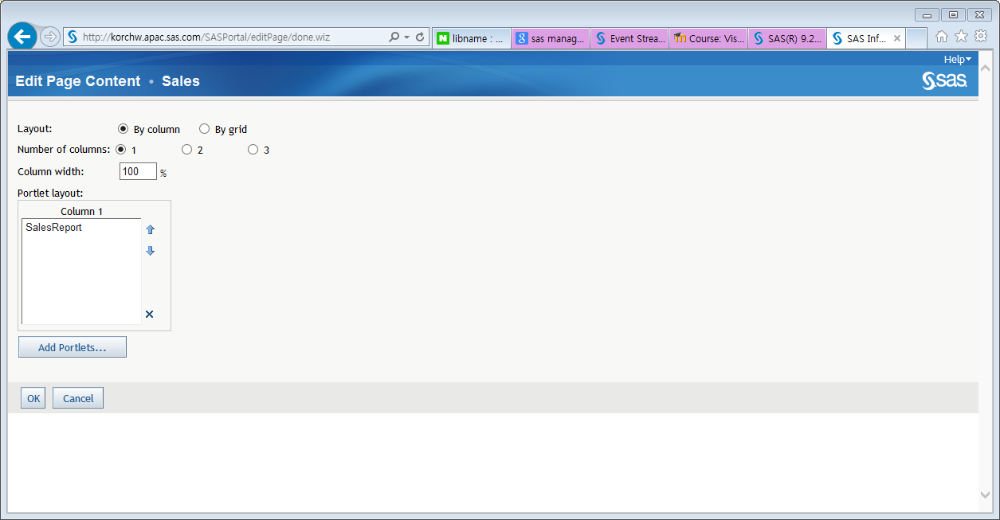 http://korchw.apac.sas.com/SASPortal/editPage/done.wiz
libname : ...
sas manag...
Event Strea...
Course: Vis...
SAS(R) 9.2...
SAS Inf...
Help
Edit Page Content • Sales
sas
Layout: By column By grid
Number of columns: 1 2 3
Column width: 100 %
Portlet layout:
Column 1
SalesReport
Add Portlets...
OK Cancel